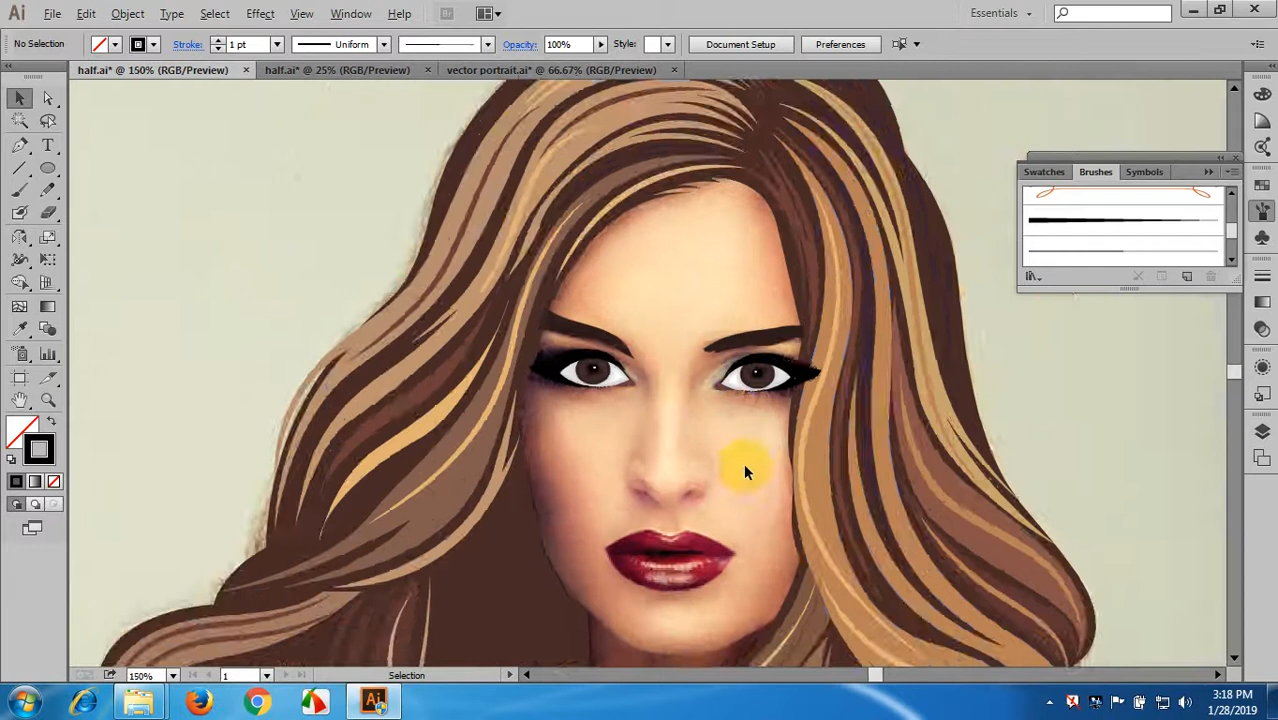 Ai File Edit Object Type Select Effect View Window Help Br Essentials
No Selection Stroke: 1 pt Uniform Opacity: 100% Style: Document Setup Preferences
half.ai* @ 150% (RGB/Preview) × half.ai* @ 25% (RGB/Preview) × vector portrait.ai* @ 66.67% (RGB/Preview) ×
Swatches Brushes Symbols
150% 1 Selection
Ai
3:18 PM
1/28/2019